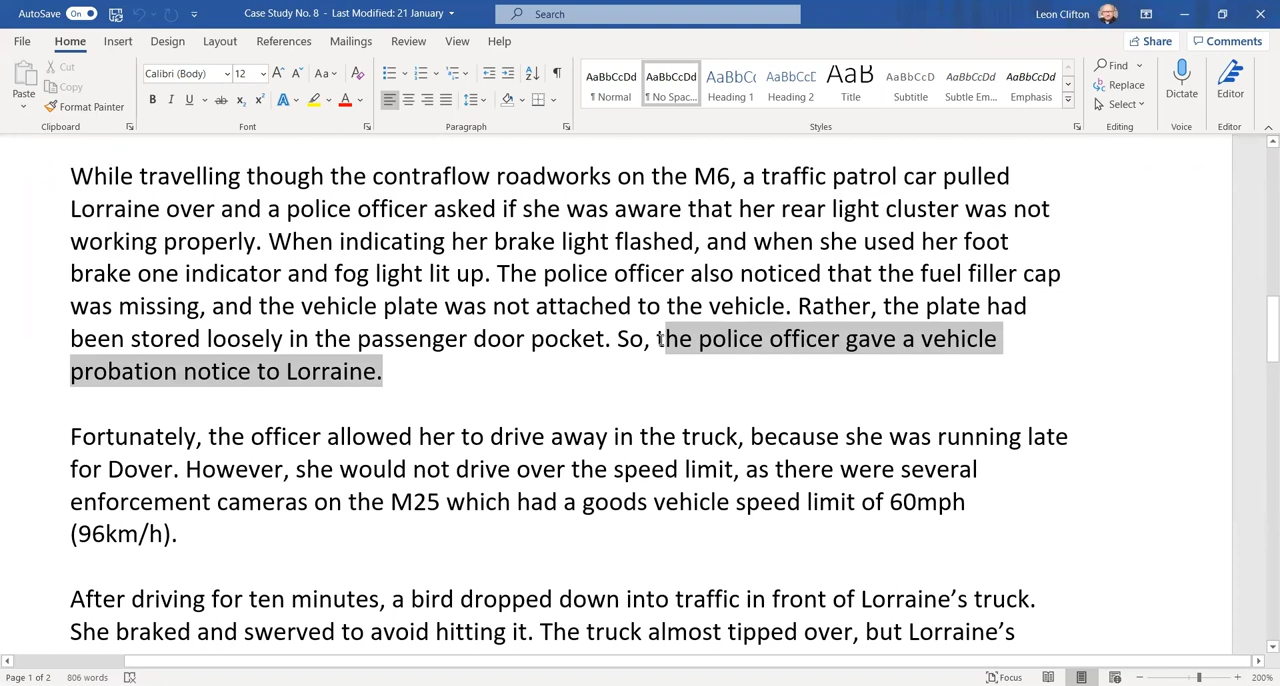 AutoSave On Case Study No. 8 - Last Modified: 21 January Search Leon Clifton
File Home Insert Design Layout References Mailings Review View Help Share Comments
Paste Cut Copy Format Painter
Calibri (Body) 12 A A Aa A
B I U ab x₂ x² A A
AaBbCcDd AaBbCcDd AaBbCc AaBbCcD AaB AaBbCcD AaBbCcDd AaBbCcDd
¶ Normal ¶ No Spac... Heading 1 Heading 2 Title Subtitle Subtle Em... Emphasis
Find Replace Select Dictate Editor
Clipboard Font Paragraph Styles Editing Voice Editor
While travelling though the contraflow roadworks on the M6, a traffic patrol car pulled
Lorraine over and a police officer asked if she was aware that her rear light cluster was not
working properly. When indicating her brake light flashed, and when she used her foot
brake one indicator and fog light lit up. The police officer also noticed that the fuel filler cap
was missing, and the vehicle plate was not attached to the vehicle. Rather, the plate had
been stored loosely in the passenger door pocket. So, the police officer gave a vehicle
probation notice to Lorraine.
Fortunately, the officer allowed her to drive away in the truck, because she was running late
for Dover. However, she would not drive over the speed limit, as there were several
enforcement cameras on the M25 which had a goods vehicle speed limit of 60mph
(96km/h).
After driving for ten minutes, a bird dropped down into traffic in front of Lorraine's truck.
She braked and swerved to avoid hitting it. The truck almost tipped over, but Lorraine's
Page 1 of 2 806 words Focus 200%